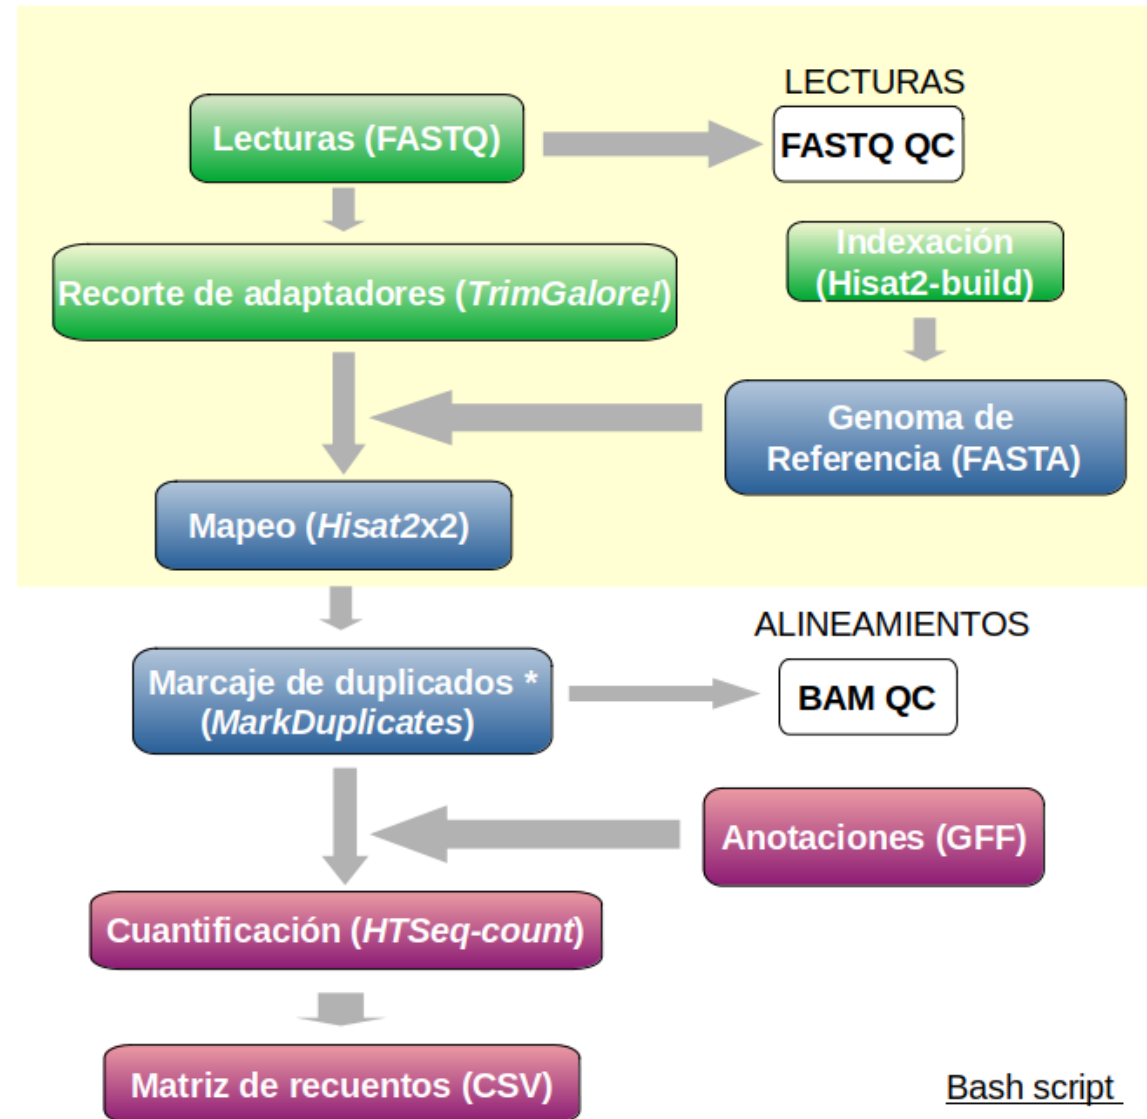 LECTURAS
Lecturas (FASTQ)
FASTQ QC
Recorte de adaptadores (TrimGalore!)
Indexación
(Hisat2-build)
Genoma de
Referencia (FASTA)
Mapeo (Hisat2x2)
ALINEAMIENTOS
Marcaje de duplicados *
(MarkDuplicates)
BAM QC
Anotaciones (GFF)
Cuantificación (HTSeq-count)
Matriz de recuentos (CSV)
Bash script